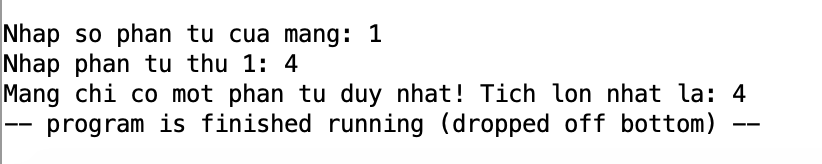 Nhap so phan tu cua mang: 1
Nhap phan tu thu 1: 4
Mang chi co mot phan tu duy nhat! Tich lon nhat la: 4
-- program is finished running (dropped off bottom) --